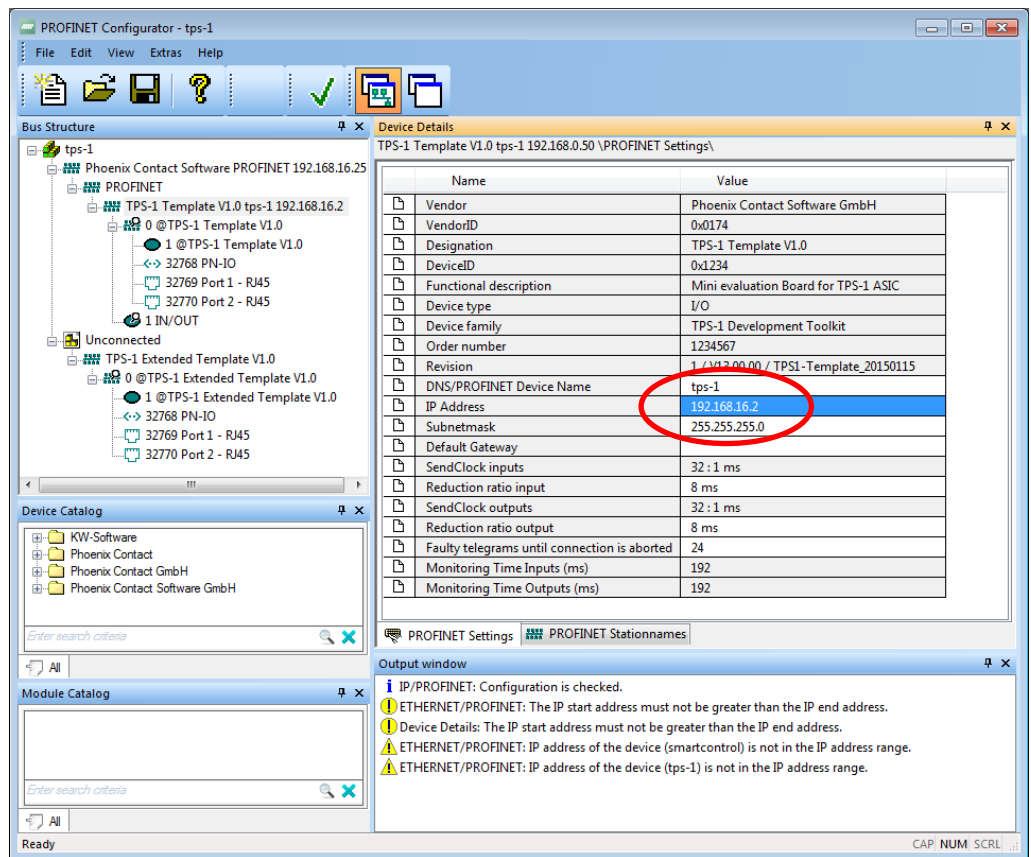 PROFINET Configurator - tps-1
File Edit View Extras Help
Bus Structure
tps-1
Phoenix Contact Software PROFINET 192.168.16.25
PROFINET
TPS-1 Template V1.0 tps-1 192.168.16.2
0 @TPS-1 Template V1.0
1 @TPS-1 Template V1.0
32768 PN-IO
32769 Port 1 - RJ45
32770 Port 2 - RJ45
1 IN/OUT
Unconnected
TPS-1 Extended Template V1.0
0 @TPS-1 Extended Template V1.0
1 @TPS-1 Extended Template V1.0
32768 PN-IO
32769 Port 1 - RJ45
32770 Port 2 - RJ45
Device Catalog
KW-Software
Phoenix Contact
Phoenix Contact GmbH
Phoenix Contact Software GmbH
Enter search criteria
All
Module Catalog
Enter search criteria
All
Device Details
TPS-1 Template V1.0 tps-1 192.168.0.50 \PROFINET Settings\
Name Value
Vendor Phoenix Contact Software GmbH
VendorID 0x0174
Designation TPS-1 Template V1.0
DeviceID 0x1234
Functional description Mini evaluation Board for TPS-1 ASIC
Device type I/O
Device family TPS-1 Development Toolkit
Order number 1234567
Revision 1 / V13.00.00 / TPS1-Template_20150115
DNS/PROFINET Device Name tps-1
IP Address 192.168.16.2
Subnetmask 255.255.255.0
Default Gateway
SendClock inputs 32 : 1 ms
Reduction ratio input 8 ms
SendClock outputs 32 : 1 ms
Reduction ratio output 8 ms
Faulty telegrams until connection is aborted 24
Monitoring Time Inputs (ms) 192
Monitoring Time Outputs (ms) 192
PROFINET Settings PROFINET Stationnames
Output window
IP/PROFINET: Configuration is checked.
ETHERNET/PROFINET: The IP start address must not be greater than the IP end address.
Device Details: The IP start address must not be greater than the IP end address.
ETHERNET/PROFINET: IP address of the device (smartcontrol) is not in the IP address range.
ETHERNET/PROFINET: IP address of the device (tps-1) is not in the IP address range.
Ready CAP NUM SCRL